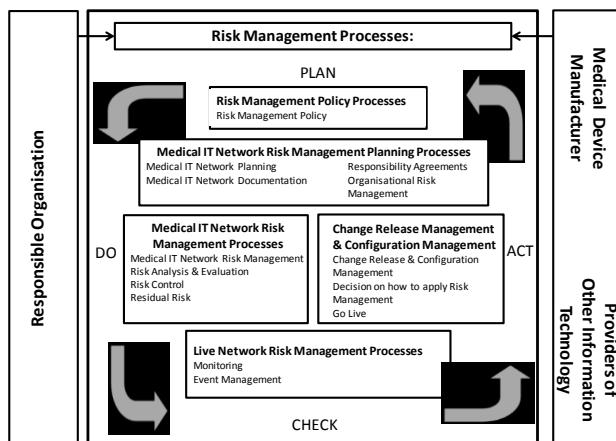 Responsible Organisation
Risk Management Processes:
PLAN
Risk Management Policy Processes
Risk Management Policy
Medical IT Network Risk Management Planning Processes
Medical IT Network Planning
Medical IT Network Documentation
Responsibility Agreements
Organisational Risk
Management
DO
Medical IT Network Risk
Management Processes
Medical IT Network Risk Management
Risk Analysis & Evaluation
Risk Control
Residual Risk
Change Release Management
& Configuration Management
Change Release & Configuration
Management
Decision on how to apply Risk
Management
Go Live
ACT
Live Network Risk Management Processes
Monitoring
Event Management
CHECK
Medical Device
Manufacturer
Providers of
Other Information
Technology